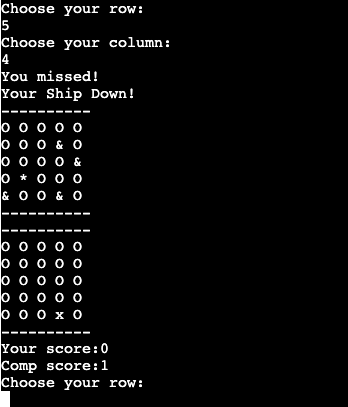 Choose your row:
5
Choose your column:
4
You missed!
Your Ship Down!
----------
O O O O O
O O O & O
O O O O &
O * O O O
& O O & O
----------
----------
O O O O O
O O O O O
O O O O O
O O O O O
O O O x O
----------
Your score:0
Comp score:1
Choose your row: